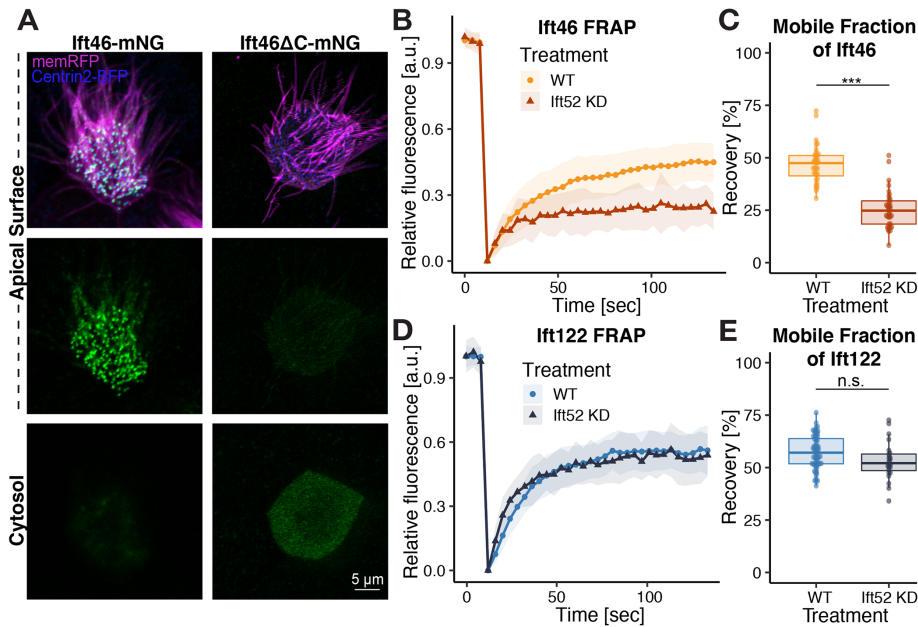 A
Ift46-mNG
Ift46ΔC-mNG
memRFP
Centrin2-BFP
Apical Surface
Cytosol
5 µm
B
Ift46 FRAP
Treatment
WT
Ift52 KD
Relative fluorescence [a.u.]
0.9
0.6
0.3
0.0
0
50
100
Time [sec]
C
Mobile Fraction
of Ift46
***
Recovery [%]
100
75
50
25
0
WT
Ift52 KD
Treatment
D
Ift122 FRAP
Treatment
WT
Ift52 KD
Relative fluorescence [a.u.]
0.9
0.6
0.3
0.0
0
50
100
Time [sec]
E
Mobile Fraction
of Ift122
n.s.
Recovery [%]
100
75
50
25
0
WT
Ift52 KD
Treatment